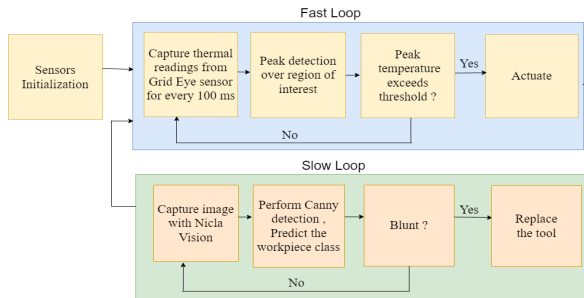 Fast Loop
Sensors
Initialization
Capture thermal
readings from
Grid Eye sensor
for every 100 ms
Peak detection
over region of
interest
Peak
temperature
exceeds
threshold ?
Yes
Actuate
No
Slow Loop
Capture image
with Nicla
Vision
Perform Canny
detection ,
Predict the
workpiece class
Blunt ?
Yes
Replace
the tool
No